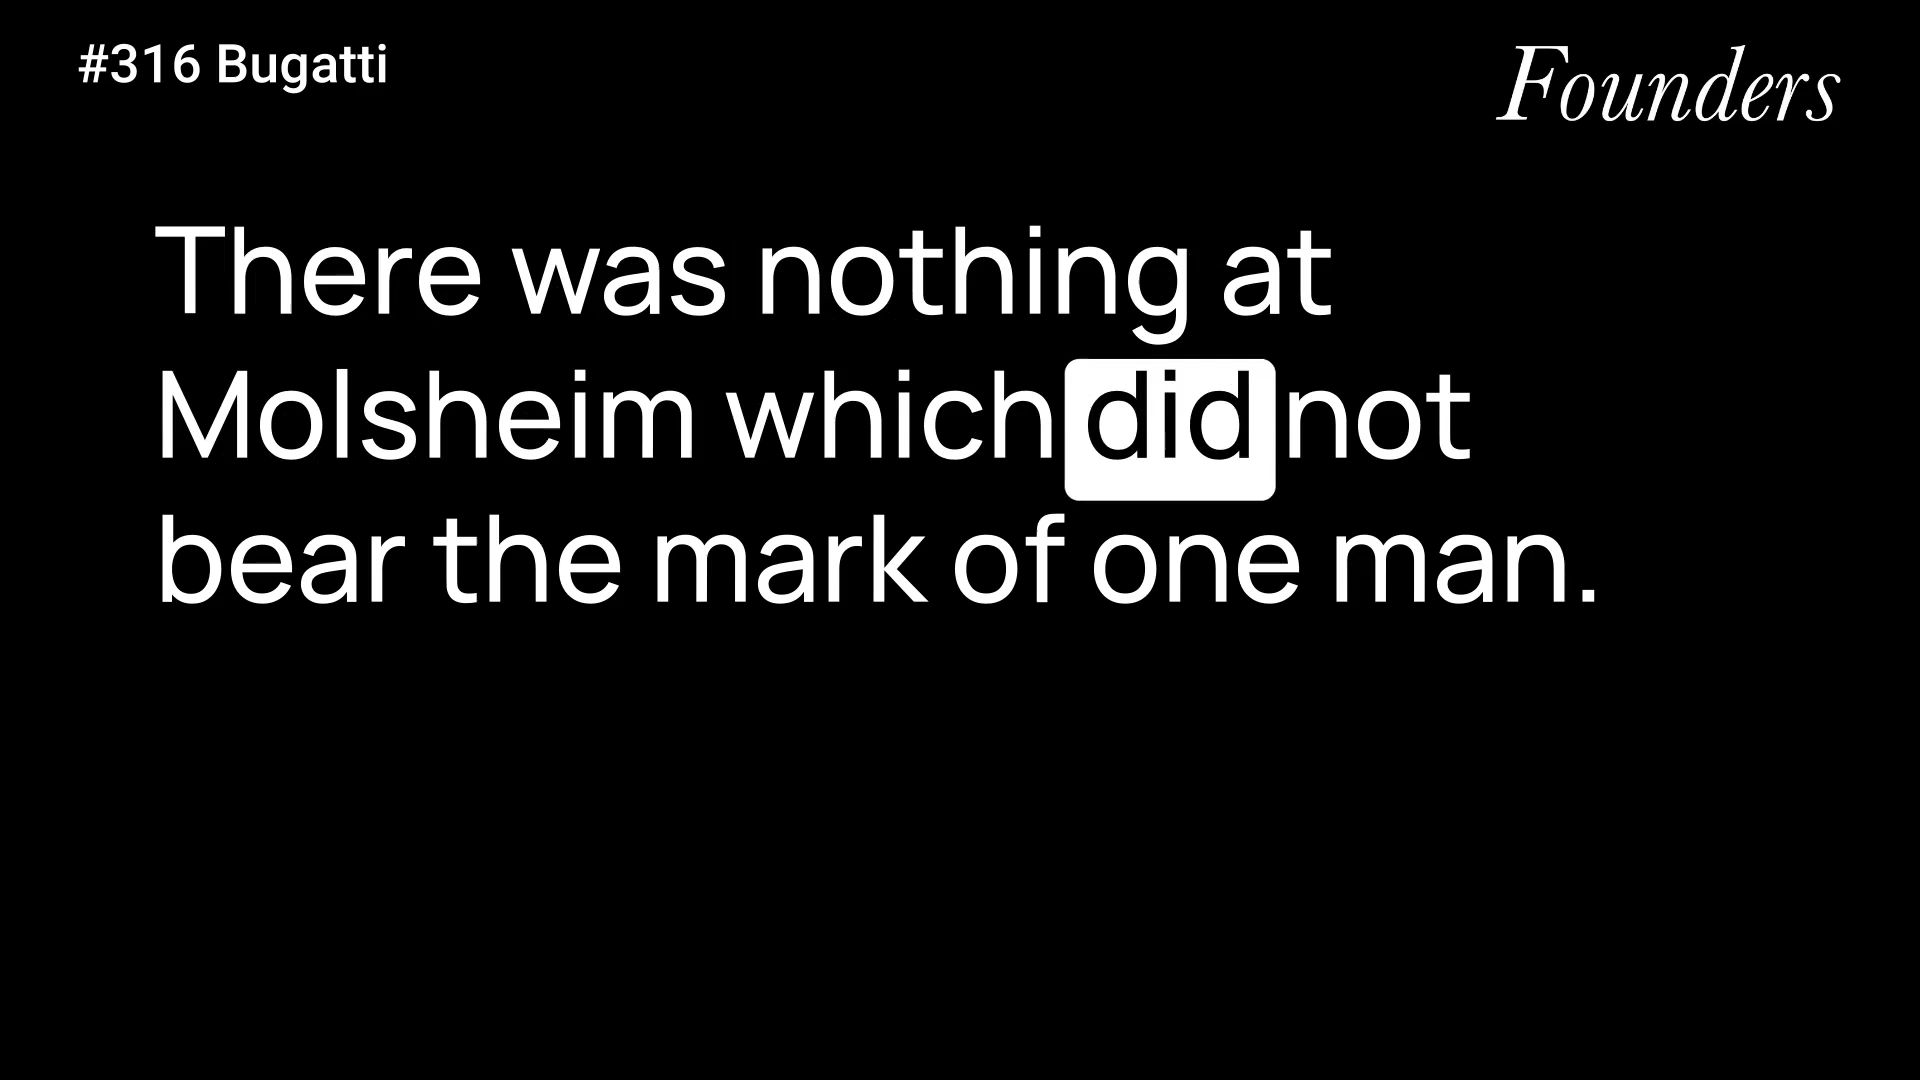 #316 Bugatti
Founders
There was nothing at
Molsheim which did not
bear the mark of one man.